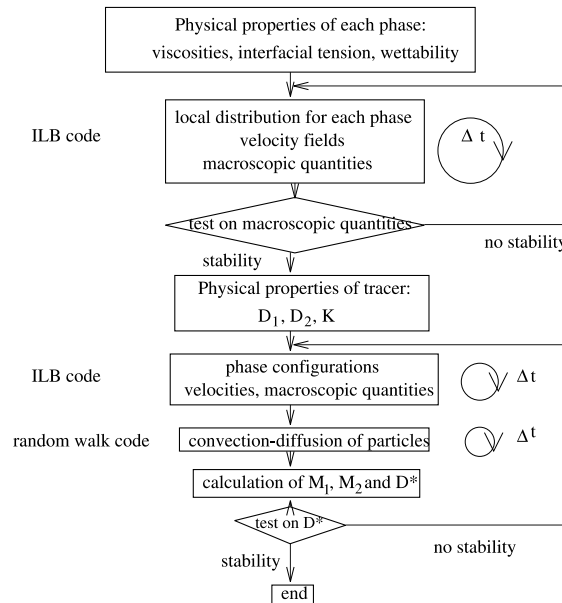 Physical properties of each phase:
viscosities, interfacial tension, wettability
ILB code
local distribution for each phase
velocity fields
macroscopic quantities
Δ t
test on macroscopic quantities
no stability
stability
Physical properties of tracer:
D1, D2, K
ILB code
phase configurations
velocities, macroscopic quantities
Δt
random walk code
convection-diffusion of particles
Δt
calculation of M1, M2 and D*
test on D*
no stability
stability
end